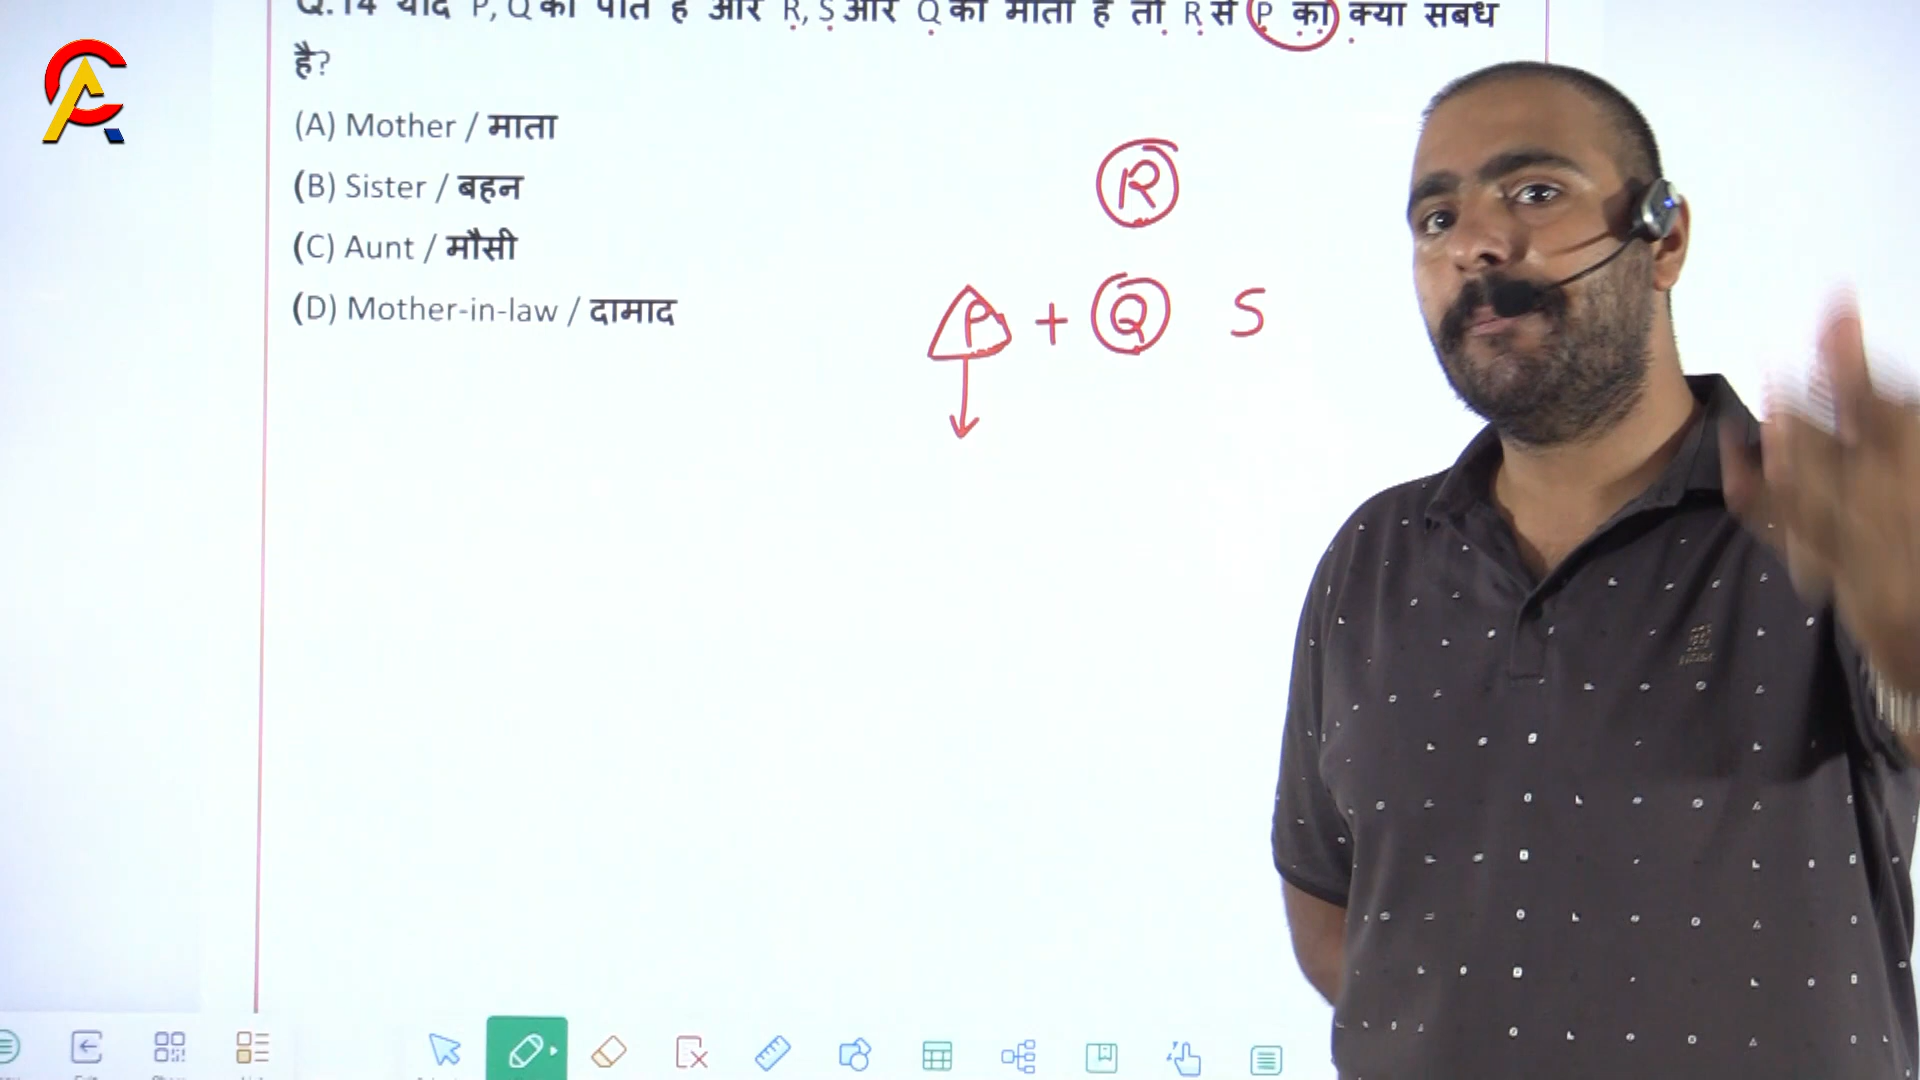 Q.14 यदि P, Q का पति है और R, S और Q की माता है तो R से P का क्या संबंध
है?
(A) Mother / माता
(B) Sister / बहन
(C) Aunt / मौसी
(D) Mother-in-law / दामाद
R
P + Q S